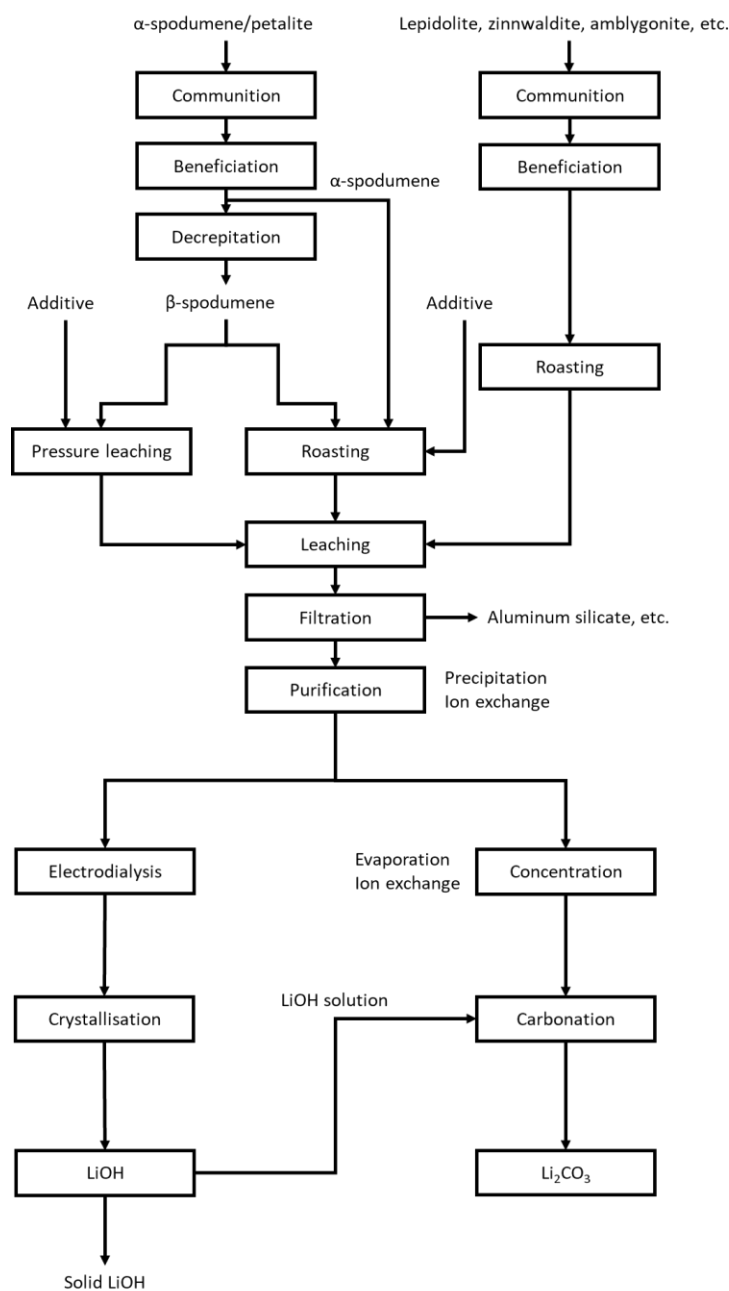 α-spodumene/petalite
Lepidolite, zinnwaldite, amblygonite, etc.
Communition
Communition
Beneficiation
Beneficiation
α-spodumene
Decrepitation
Additive
β-spodumene
Additive
Roasting
Pressure leaching
Roasting
Leaching
Filtration
Aluminum silicate, etc.
Purification
Precipitation
Ion exchange
Electrodialysis
Evaporation
Ion exchange
Concentration
LiOH solution
Crystallisation
Carbonation
LiOH
Li₂CO₃
Solid LiOH